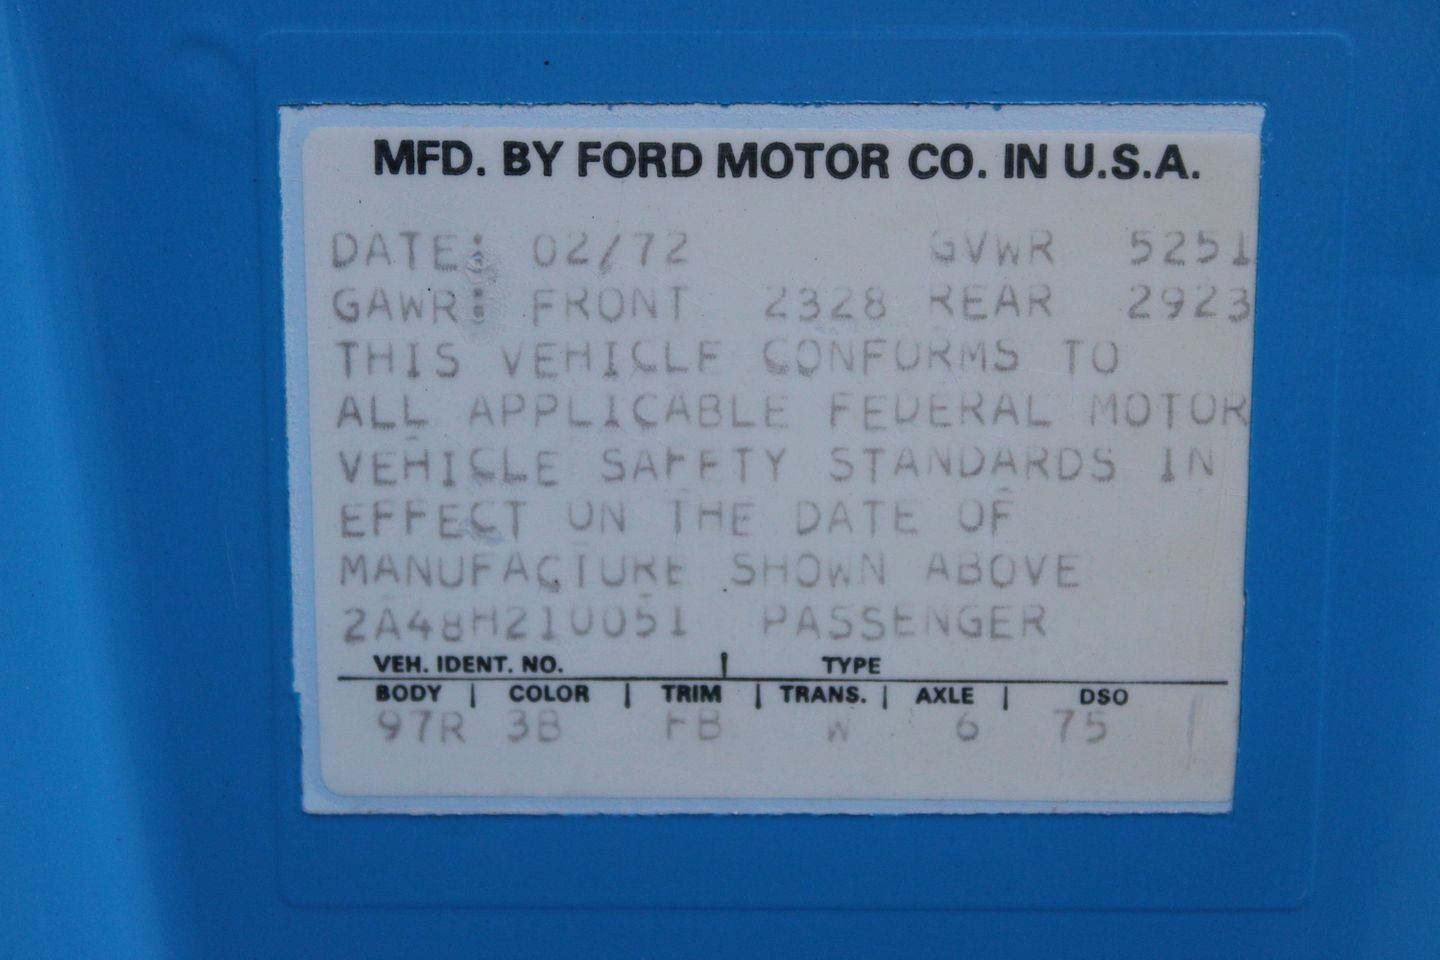 MFD. BY FORD MOTOR CO. IN U.S.A.
DATE: 02/72 GVWR 5251
GAWR: FRONT 2328 REAR 2923
THIS VEHICLE CONFORMS TO
ALL APPLICABLE FEDERAL MOTOR
VEHICLE SAFETY STANDARDS IN
EFFECT ON THE DATE OF
MANUFACTURE SHOWN ABOVE
2A48H210051 PASSENGER
VEH. IDENT. NO. | TYPE
BODY | COLOR | TRIM | TRANS. | AXLE | DSO
97R 3B FB W 6 75